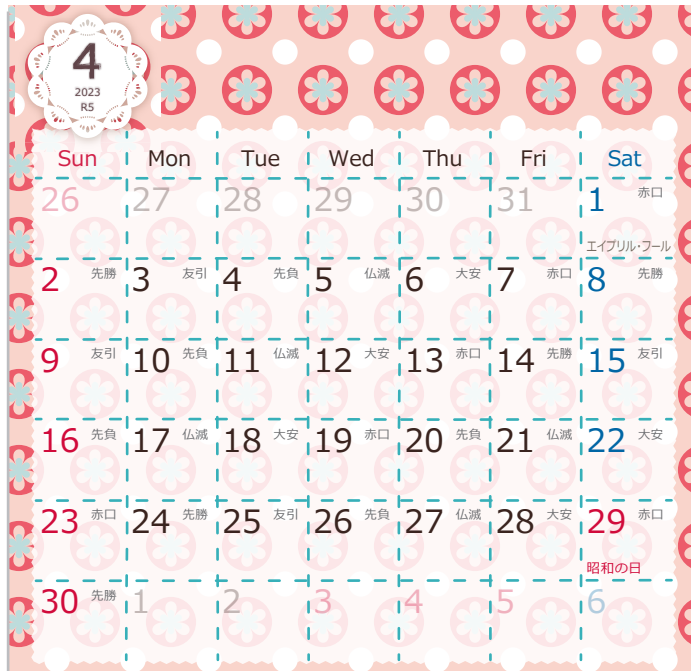 4
2023
R5
Sun Mon Tue Wed Thu Fri Sat
26 27 28 29 30 31 1 赤口
エイプリル・フール
2 先勝 3 友引 4 先負 5 仏滅 6 大安 7 赤口 8 先勝
9 友引 10 先負 11 仏滅 12 大安 13 赤口 14 先勝 15 友引
16 先負 17 仏滅 18 大安 19 赤口 20 先負 21 仏滅 22 大安
23 赤口 24 先勝 25 友引 26 先負 27 仏滅 28 大安 29 赤口
昭和の日
30 先勝 1 2 3 4 5 6